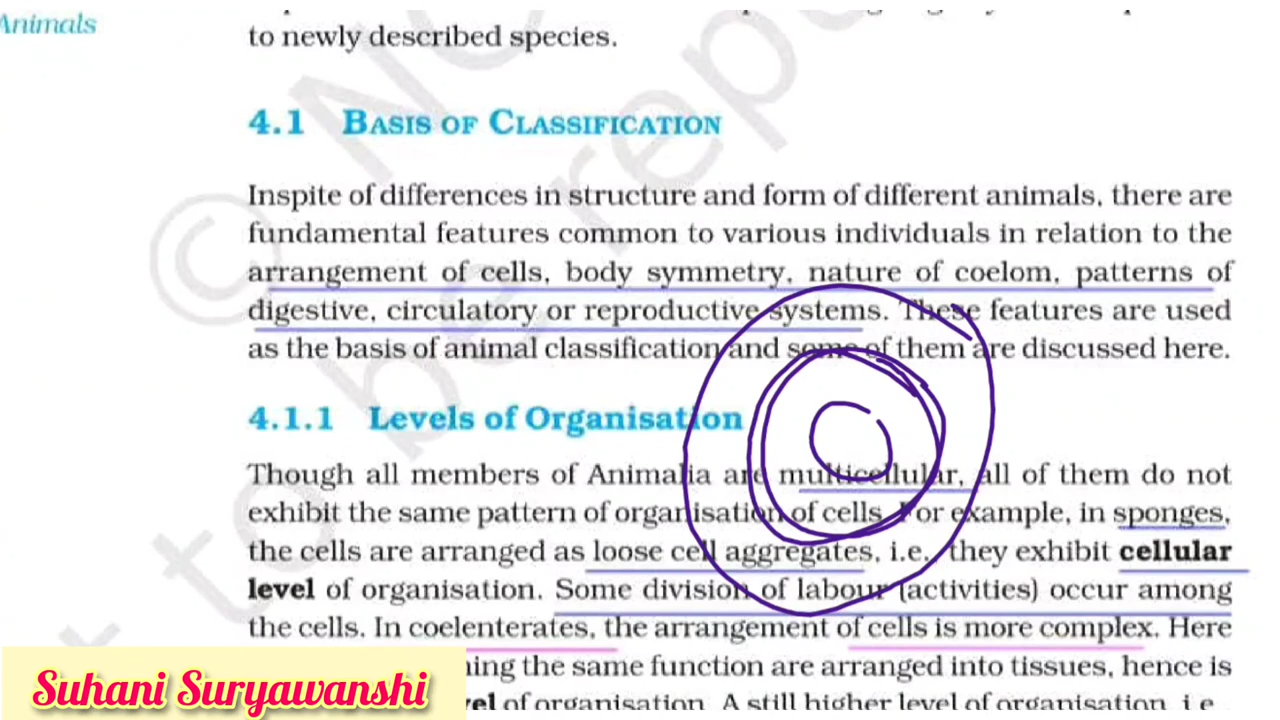 Animals
to newly described species.
4.1 BASIS OF CLASSIFICATION
Inspite of differences in structure and form of different animals, there are
fundamental features common to various individuals in relation to the
arrangement of cells, body symmetry, nature of coelom, patterns of
digestive, circulatory or reproductive systems. These features are used
as the basis of animal classification and some of them are discussed here.
4.1.1 Levels of Organisation
Though all members of Animalia are multicellular, all of them do not
exhibit the same pattern of organisation of cells. For example, in sponges,
the cells are arranged as loose cell aggregates, i.e., they exhibit cellular
level of organisation. Some division of labour (activities) occur among
the cells. In coelenterates, the arrangement of cells is more complex. Here
the same function are arranged into tissues, hence is
of organisation. A still higher level of organisation, i.e.,
Suhani Suryawanshi
© NC
be repu
t to